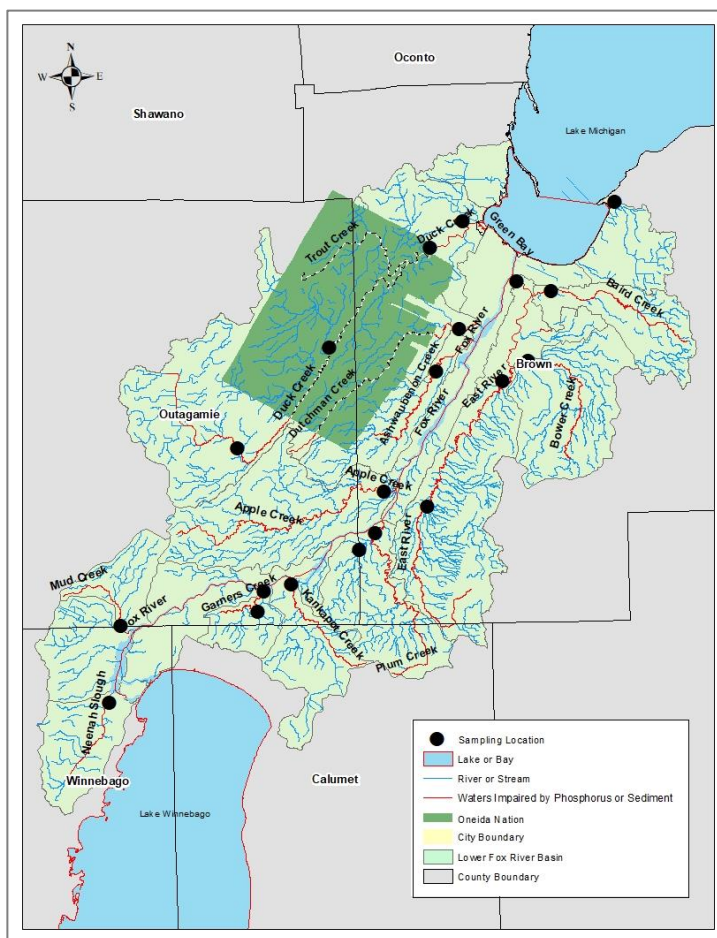 N
W E
S
Oconto
Shawano
Lake Michigan
Green Bay
Duck Creek
Trout Creek
Baird Creek
Fox River
Brown
East River
Ashwaubenon Creek
Fox River
Duck Creek
Dutchman Creek
Bower Creek
Outagamie
Apple Creek
Apple Creek
East River
Mud Creek
Fox River
Garners Creek
Kankapot Creek
Plum Creek
Neenah Slough
Winnebago
Calumet
Lake Winnebago
Sampling Location
Lake or Bay
River or Stream
Waters Impaired by Phosphorus or Sediment
Oneida Nation
City Boundary
Lower Fox River Basin
County Boundary